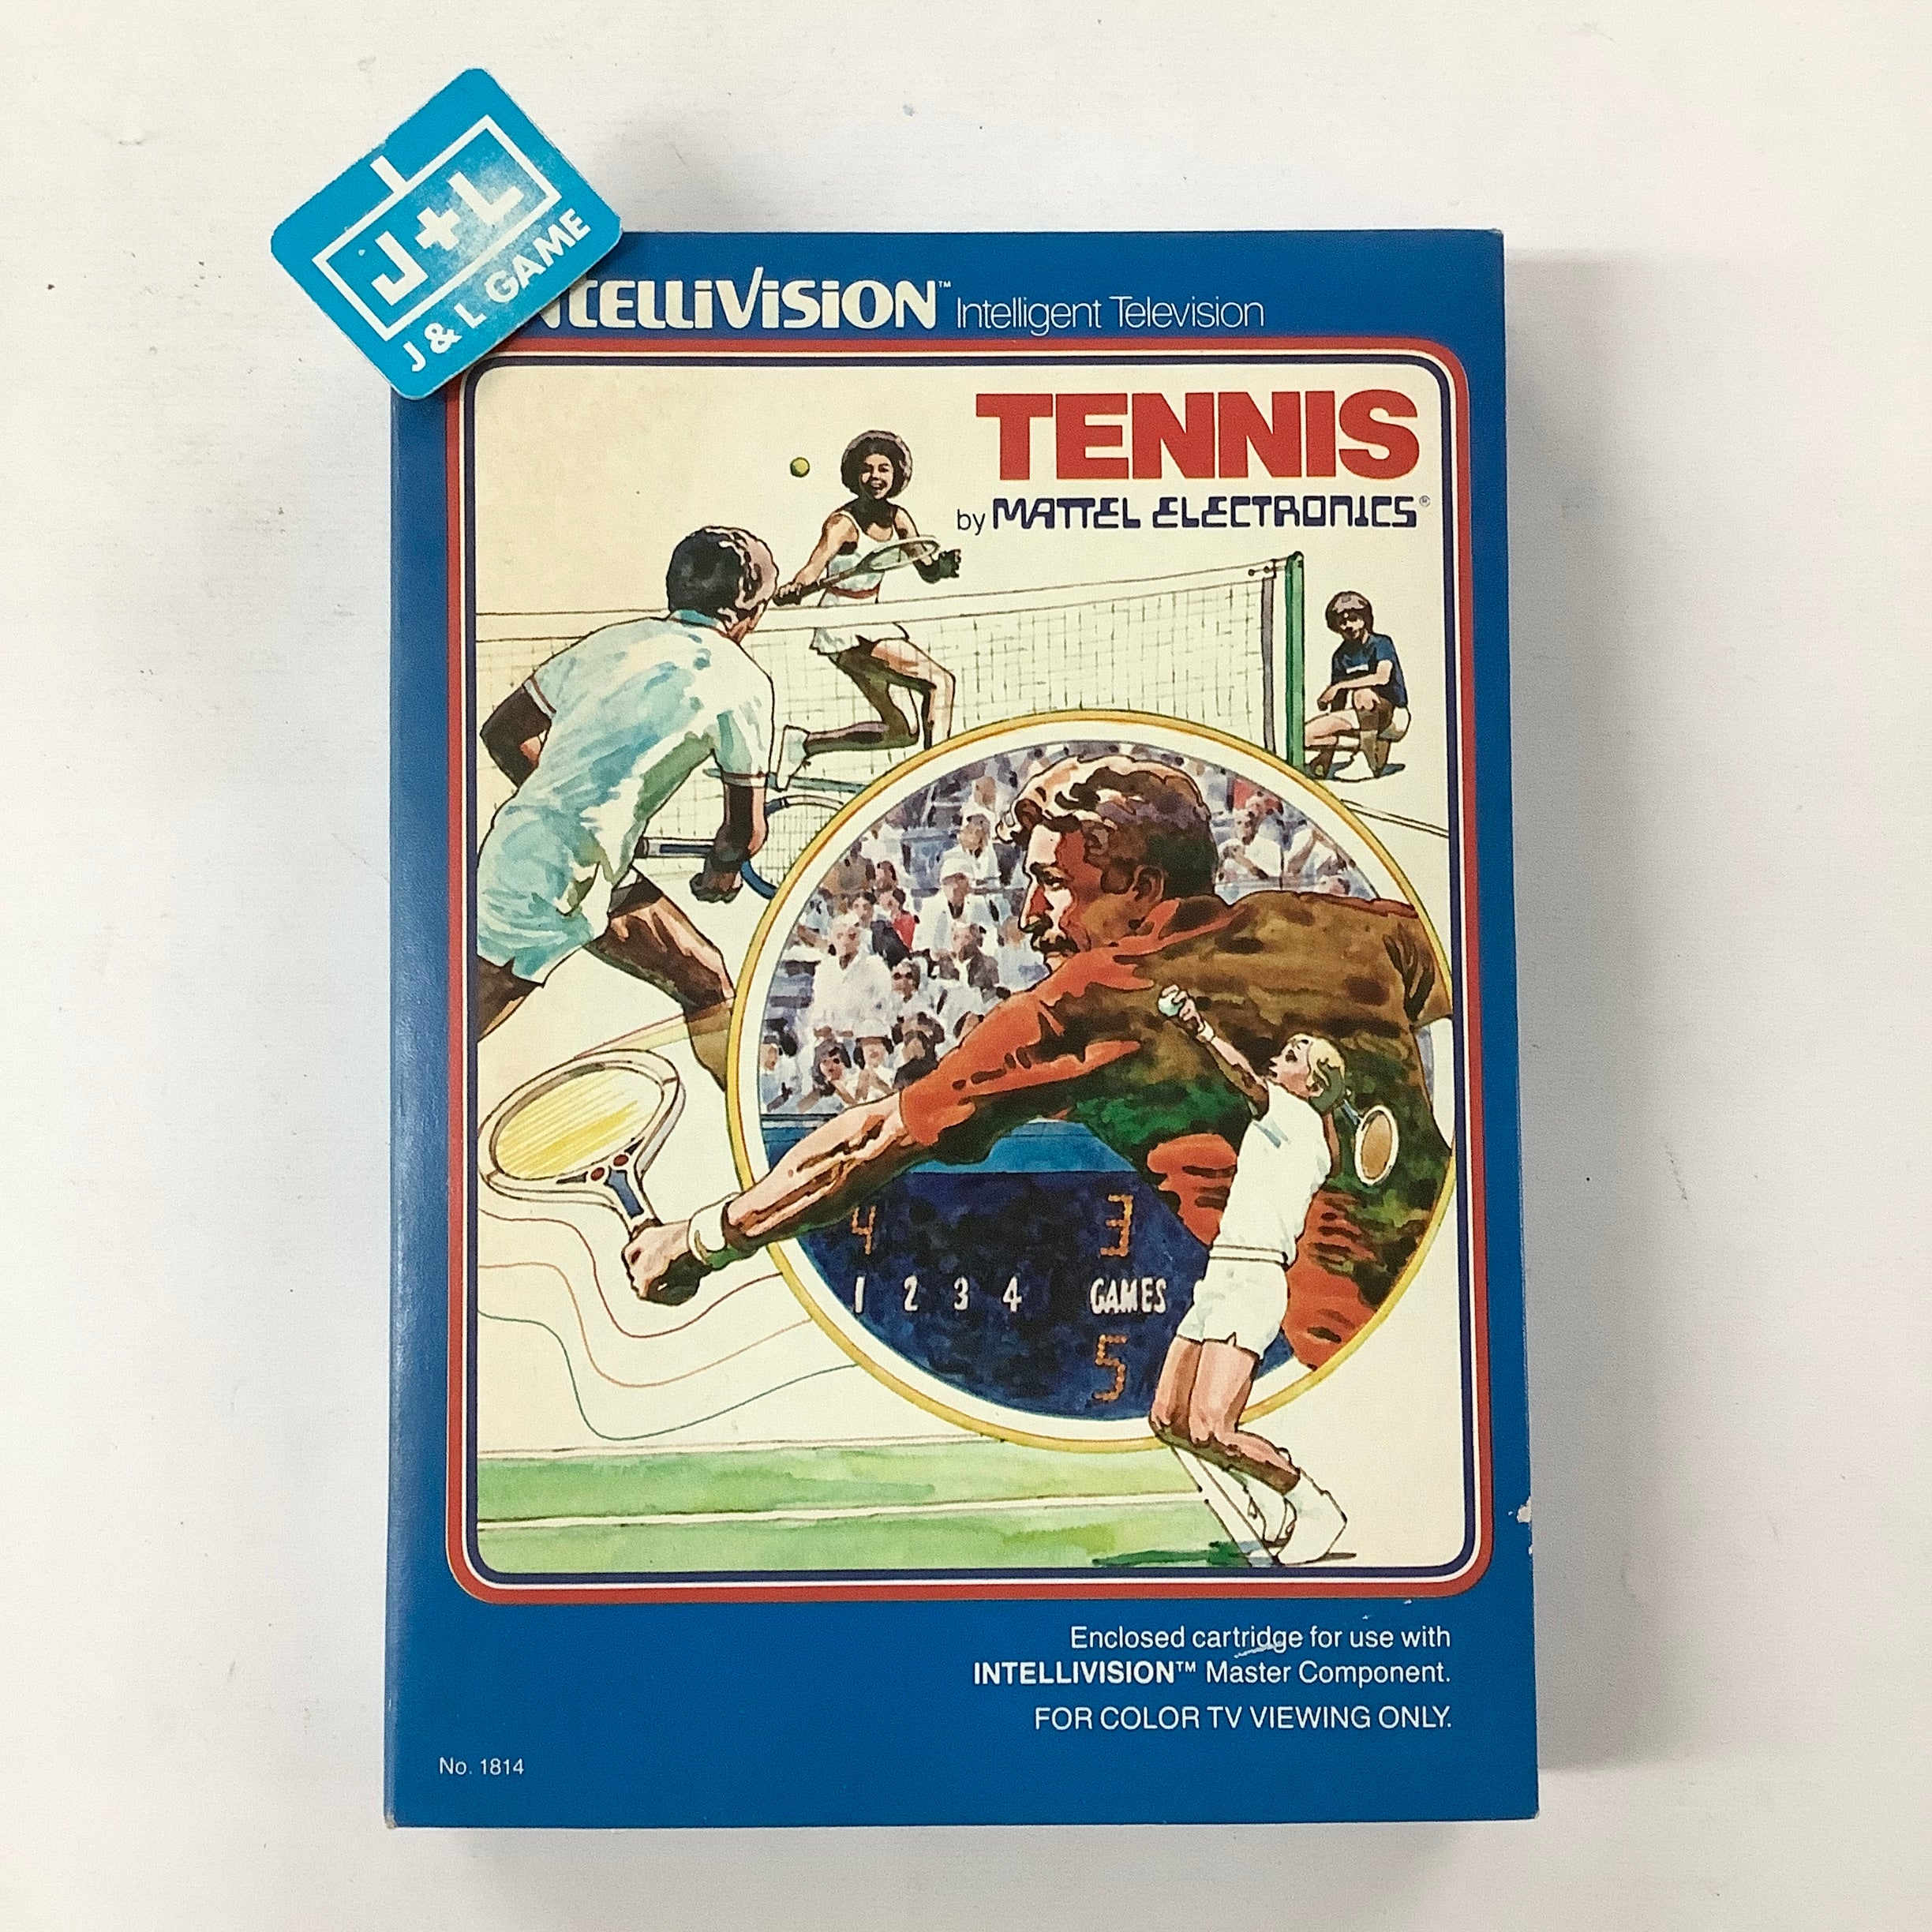 J+L
J & L GAME
INTELLIVISION™ Intelligent Television
TENNIS
by MATTEL ELECTRONICS®
4 3
1 2 3 4 GAMES
5
Enclosed cartridge for use with
INTELLIVISION™ Master Component.
FOR COLOR TV VIEWING ONLY.
No. 1814